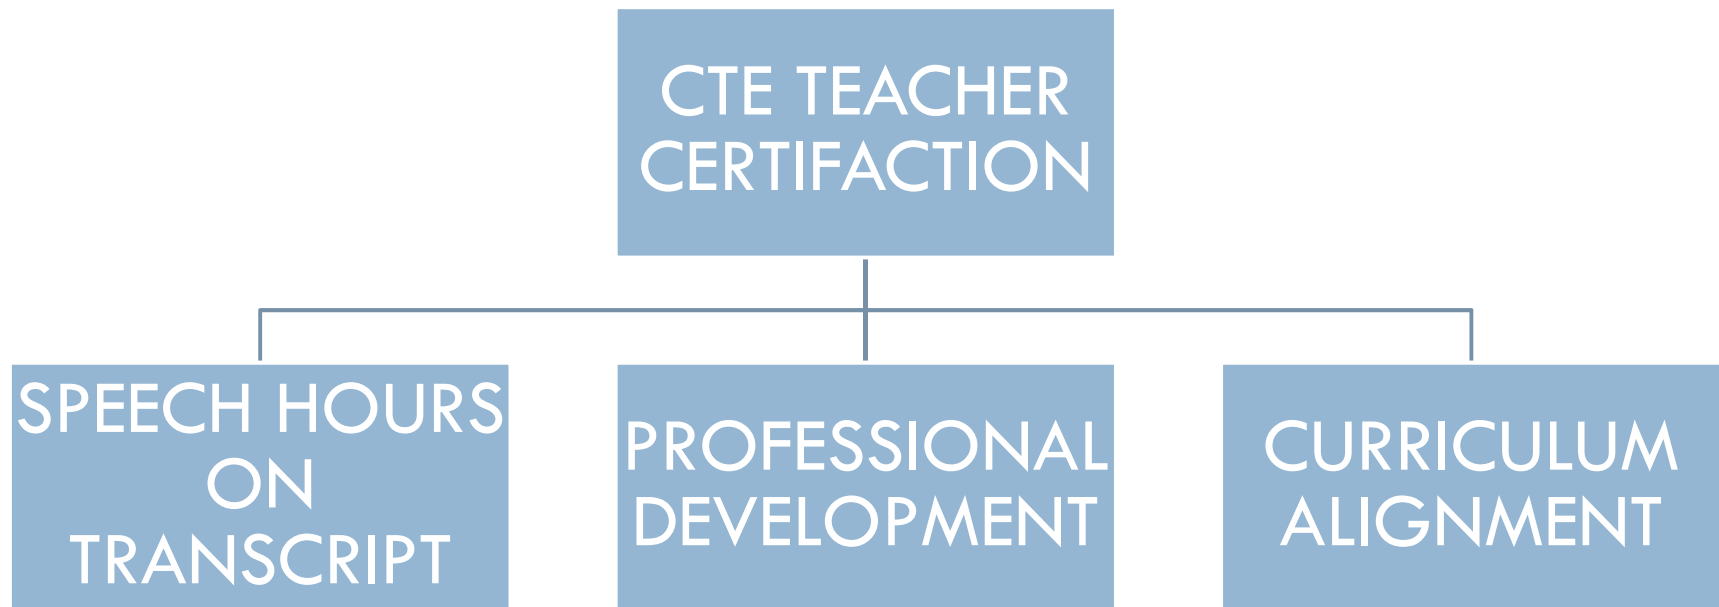 CTE TEACHER
CERTIFACTION
SPEECH HOURS
ON
TRANSCRIPT
PROFESSIONAL
DEVELOPMENT
CURRICULUM
ALIGNMENT